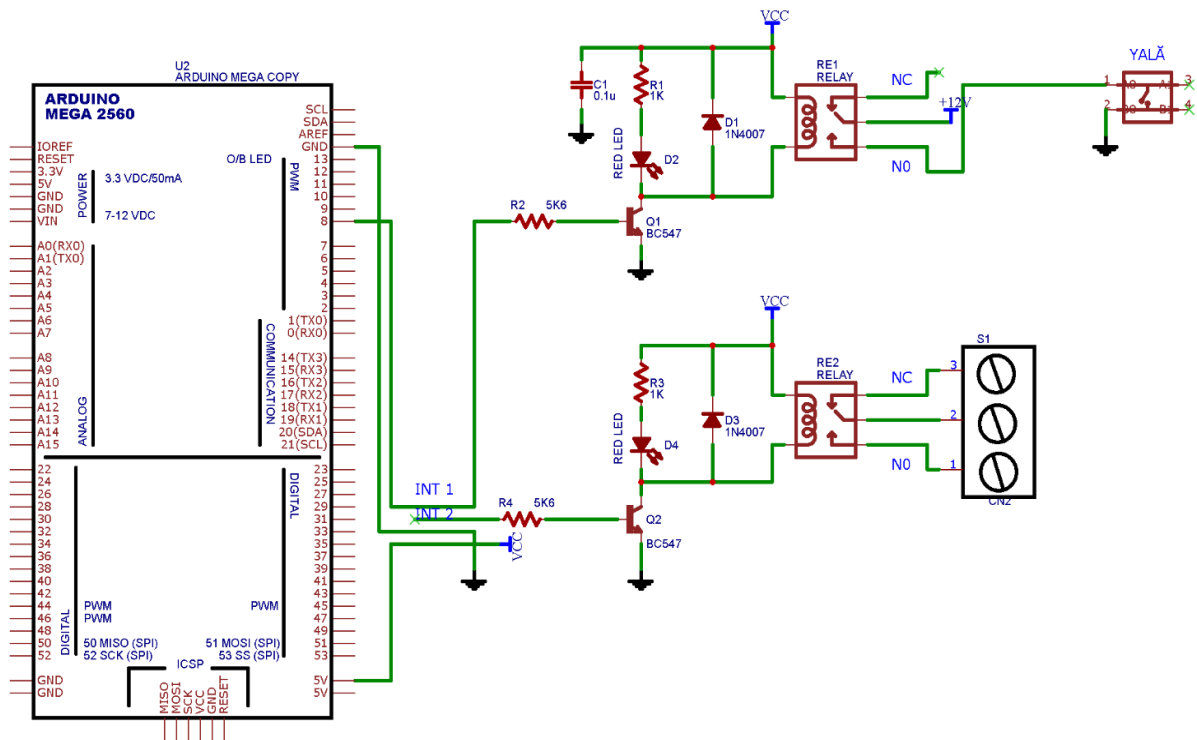 U2
ARDUINO MEGA COPY
ARDUINO
MEGA 2560
IOREF
RESET
3.3V
5V
GND
GND
VIN
A0(RX0)
A1(TX0)
A2
A3
A4
A5
A6
A7
A8
A9
A10
A11
A12
A13
A14
A15
22
24
26
28
30
32
34
36
38
40
42
44
46
48
50
52
GND
GND
POWER
3.3 VDC/50mA
7-12 VDC
ANALOG
DIGITAL
PWM
PWM
50 MISO (SPI)
52 SCK (SPI)
O/B LED
PWM
COMMUNICATION
DIGITAL
PWM
51 MOSI (SPI)
53 SS (SPI)
ICSP
MISO
MOSI
SCK
VCC
GND
RESET
SCL
SDA
AREF
GND
13
12
11
10
9
8
7
6
5
4
3
2
1(TX0)
0(RX0)
14(TX3)
15(RX3)
16(TX2)
17(RX2)
18(TX1)
19(RX1)
20(SDA)
21(SCL)
23
25
27
29
31
33
35
37
39
41
43
45
47
49
51
53
5V
5V
INT 1
INT 2
VCC
VCC
C1
0.1u
R1
1K
RED LED
D2
D1
1N4007
RE1
RELAY
NC
+12V
N0
R2 5K6
Q1
BC547
YALĂ
1
2
A0
B0
A1
B1
3
4
VCC
R3
1K
RED LED
D4
D3
1N4007
RE2
RELAY
NC
N0
R4 5K6
Q2
BC547
S1
3
2
1
CN2